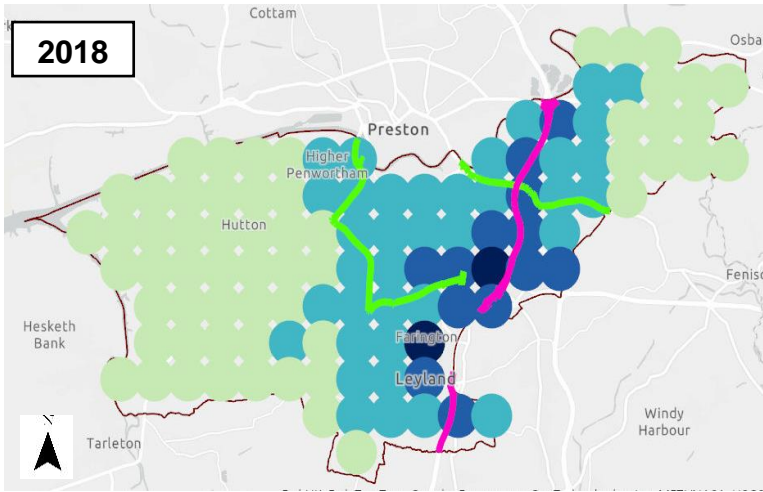 Cottam
2018
Osba
Preston
Higher
Penwortham
Hutton
Fenisc
Hesketh
Bank
Farington
Leyland
Windy
Harbour
N
Tarleton